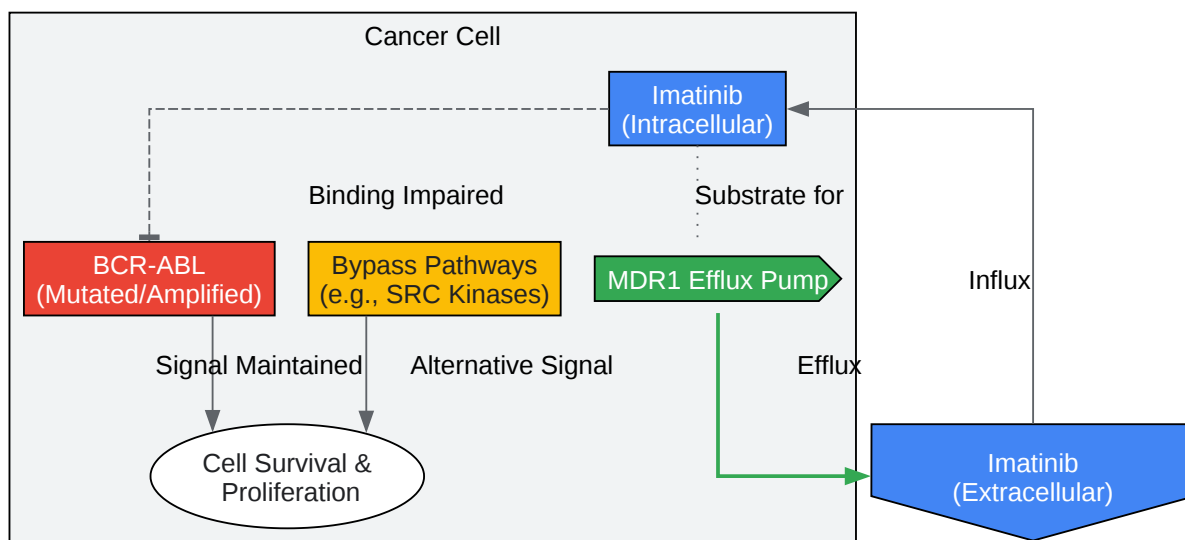 Cancer Cell
Imatinib
(Intracellular)
Binding Impaired
Substrate for
BCR-ABL
(Mutated/Amplified)
Bypass Pathways
(e.g., SRC Kinases)
MDR1 Efflux Pump
Influx
Signal Maintained
Alternative Signal
Efflux
Cell Survival &
Proliferation
Imatinib
(Extracellular)